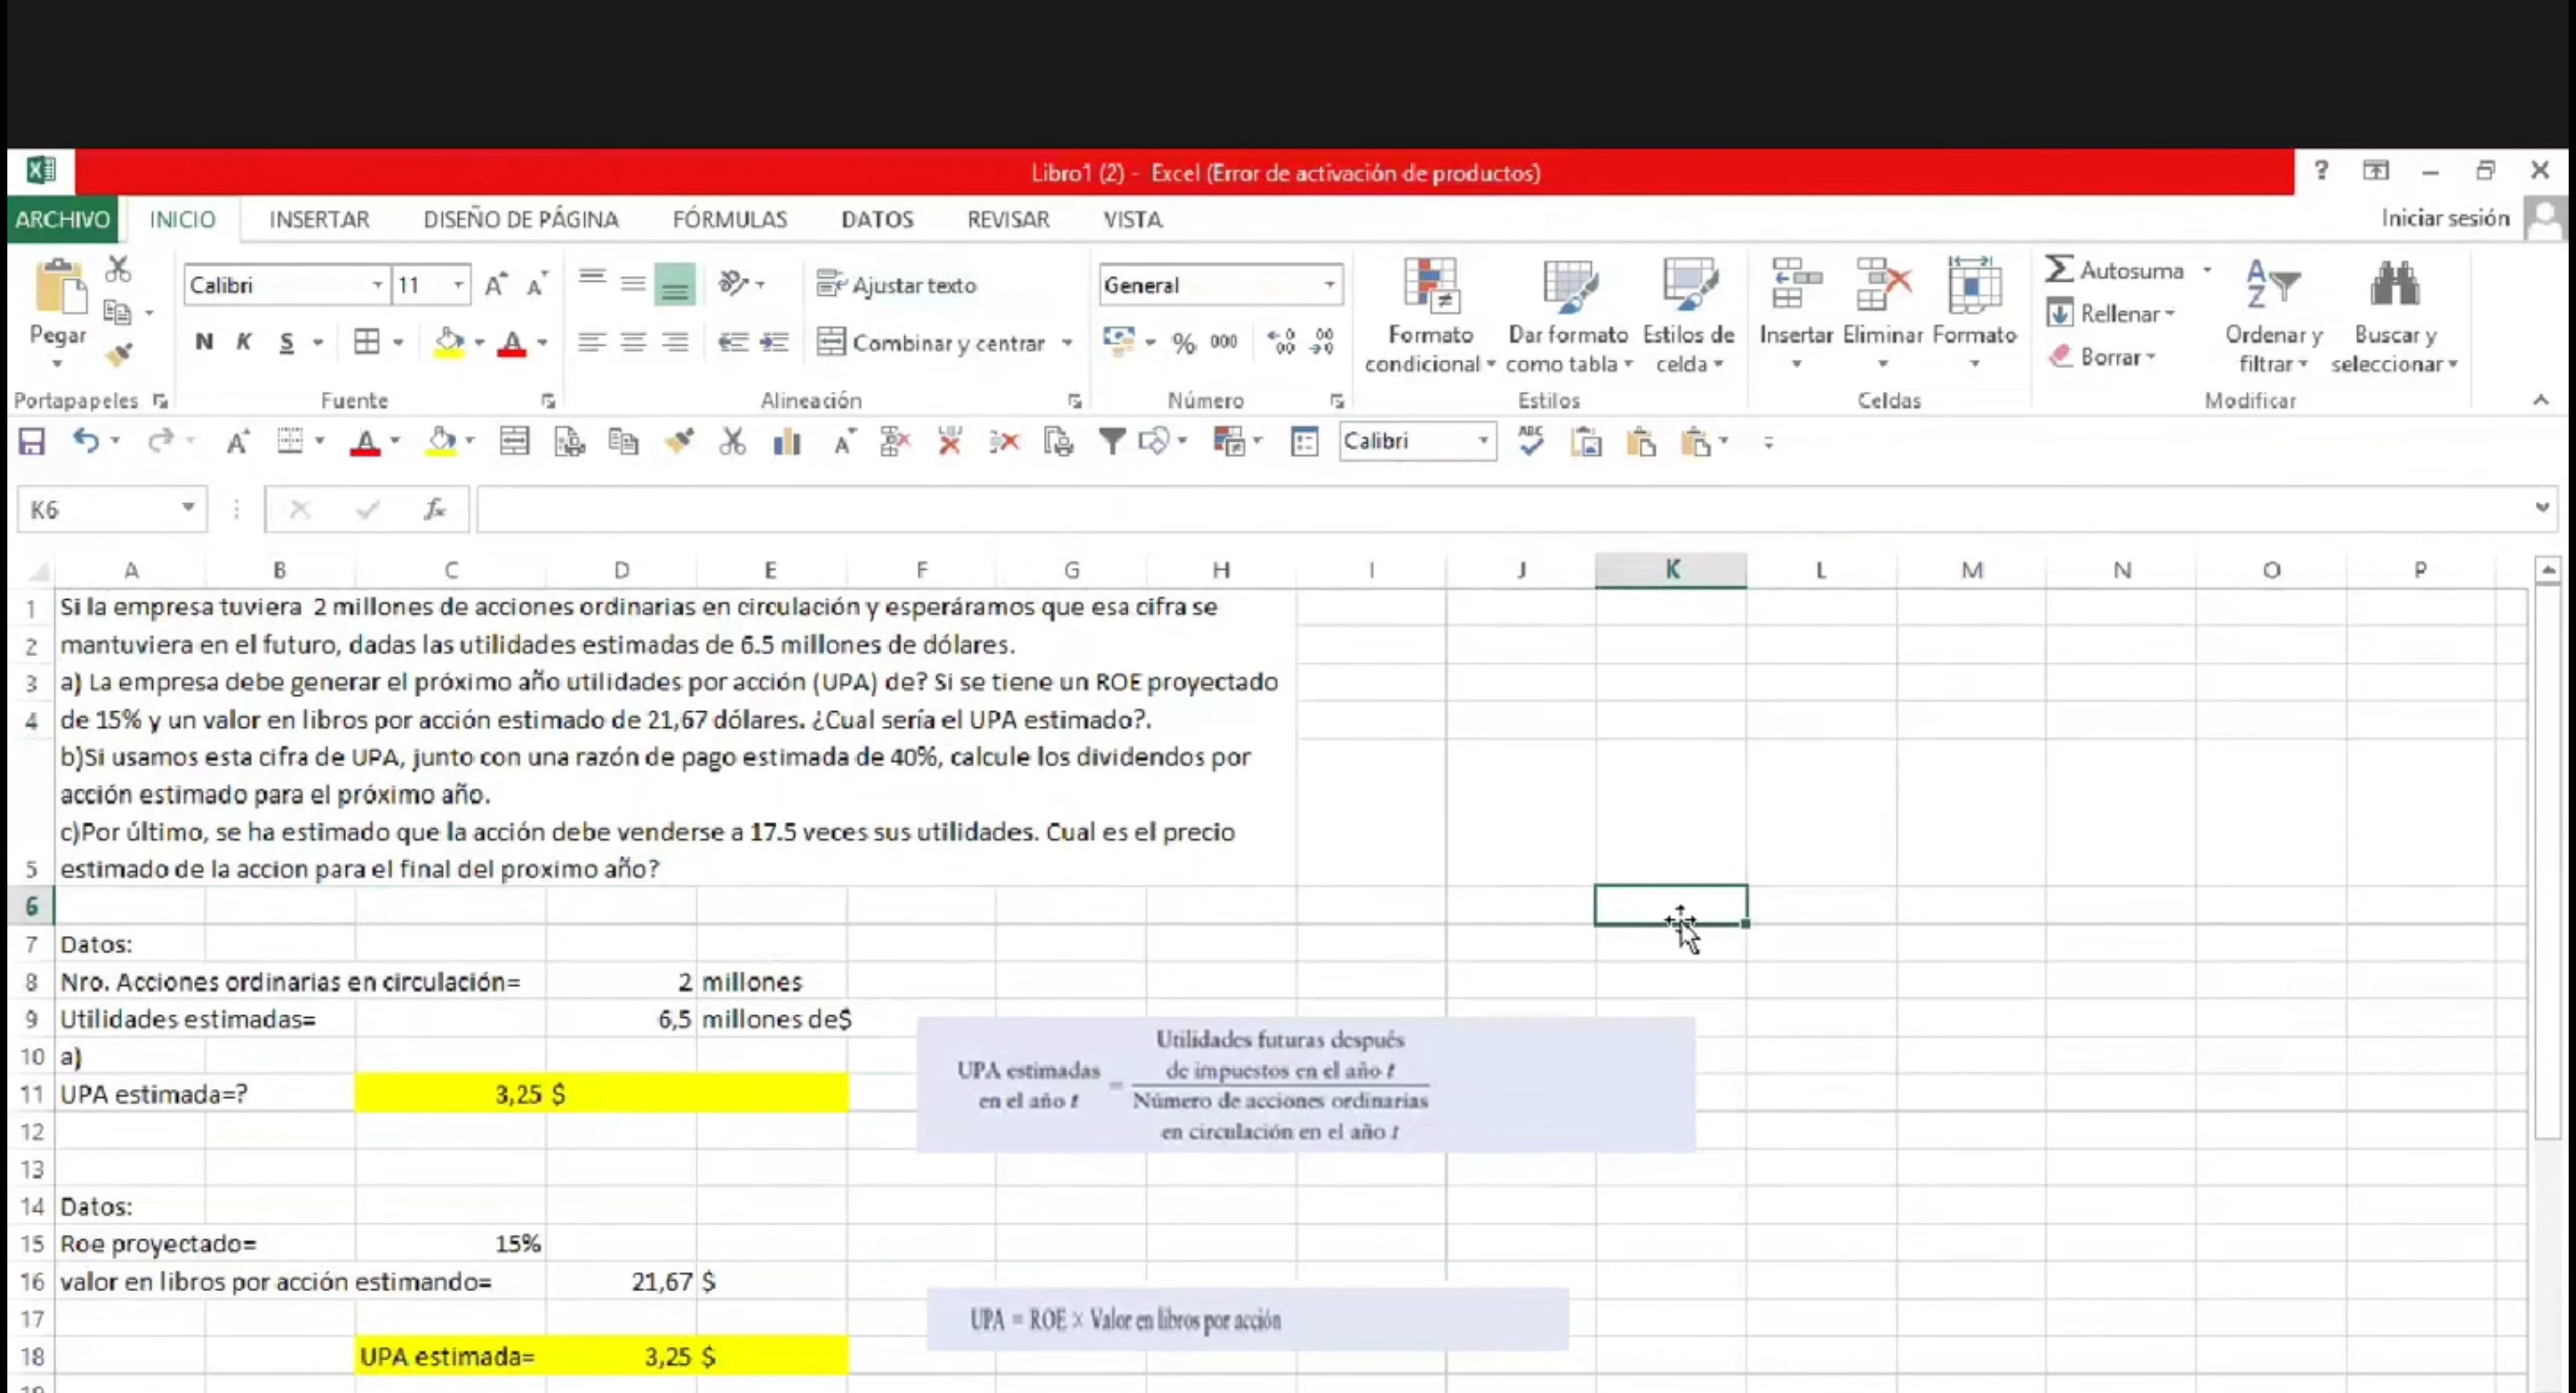 Libro1 (2) - Excel (Error de activación de productos)
ARCHIVO INICIO INSERTAR DISEÑO DE PÁGINA FÓRMULAS DATOS REVISAR VISTA Iniciar sesión
Calibri 11 Ajustar texto General Autosuma
Pegar N K S Combinar y centrar % 000 Formato condicional Dar formato como tabla Estilos de celda Insertar Eliminar Formato Rellenar Borrar Ordenar y filtrar Buscar y seleccionar
Portapapeles Fuente Alineación Número Estilos Celdas Modificar
Calibri
K6 fx
A B C D E F G H I J K L M N O P
1 Si la empresa tuviera 2 millones de acciones ordinarias en circulación y esperáramos que esa cifra se
2 mantuviera en el futuro, dadas las utilidades estimadas de 6.5 millones de dólares.
3 a) La empresa debe generar el próximo año utilidades por acción (UPA) de? Si se tiene un ROE proyectado
4 de 15% y un valor en libros por acción estimado de 21,67 dólares. ¿Cual sería el UPA estimado?.
b)Si usamos esta cifra de UPA, junto con una razón de pago estimada de 40%, calcule los dividendos por
acción estimado para el próximo año.
c)Por último, se ha estimado que la acción debe venderse a 17.5 veces sus utilidades. Cual es el precio
5 estimado de la accion para el final del proximo año?
6
7 Datos:
8 Nro. Acciones ordinarias en circulación= 2 millones
9 Utilidades estimadas= 6,5 millones de$
10 a)
11 UPA estimada=? 3,25 $
12
13
14 Datos:
15 Roe proyectado= 15%
16 valor en libros por acción estimando= 21,67 $
17
18 UPA estimada= 3,25 $
UPA estimadas en el año t =
Utilidades futuras después
de impuestos en el año t
Número de acciones ordinarias
en circulación en el año t
UPA = ROE × Valor en libros por acción